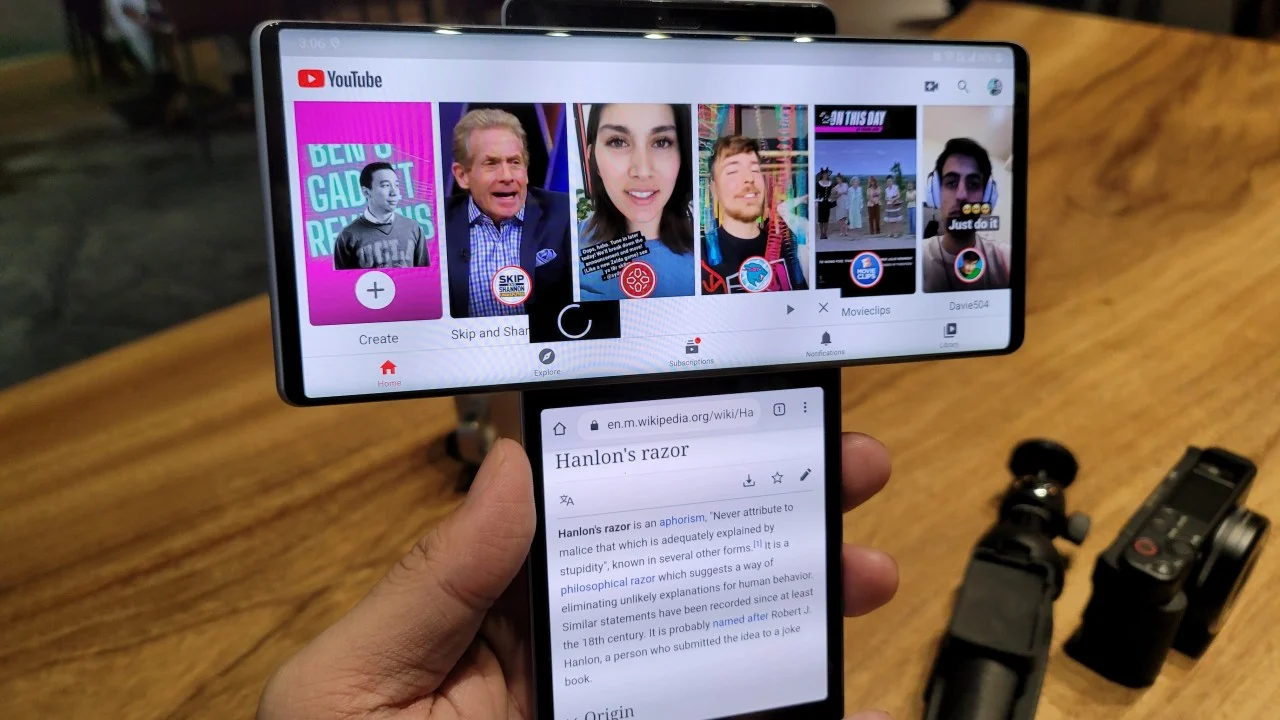 3:06
YouTube
BEN'S
GADGET
REVIEWS
Create
SKIP
AND
SHANNON
UNDISPUTED
Skip and Shan
Oops, haha. Tune in later
today! We'll break down the
announcement and more!
(Like a new Zelda game) see
ON THIS DAY
MOVIE
CLIPS
Movieclips
Just do it
Davie504
Home
Explore
Subscriptions
Notifications
Library
en.m.wikipedia.org/wiki/Ha
1
Hanlon's razor
Hanlon's razor is an aphorism, "Never attribute to
malice that which is adequately explained by
stupidity", known in several other forms.[1] It is a
philosophical razor which suggests a way of
eliminating unlikely explanations for human behavior.
Similar statements have been recorded since at least
the 18th century. It is probably named after Robert J.
Hanlon, a person who submitted the idea to a joke
book.
Origin